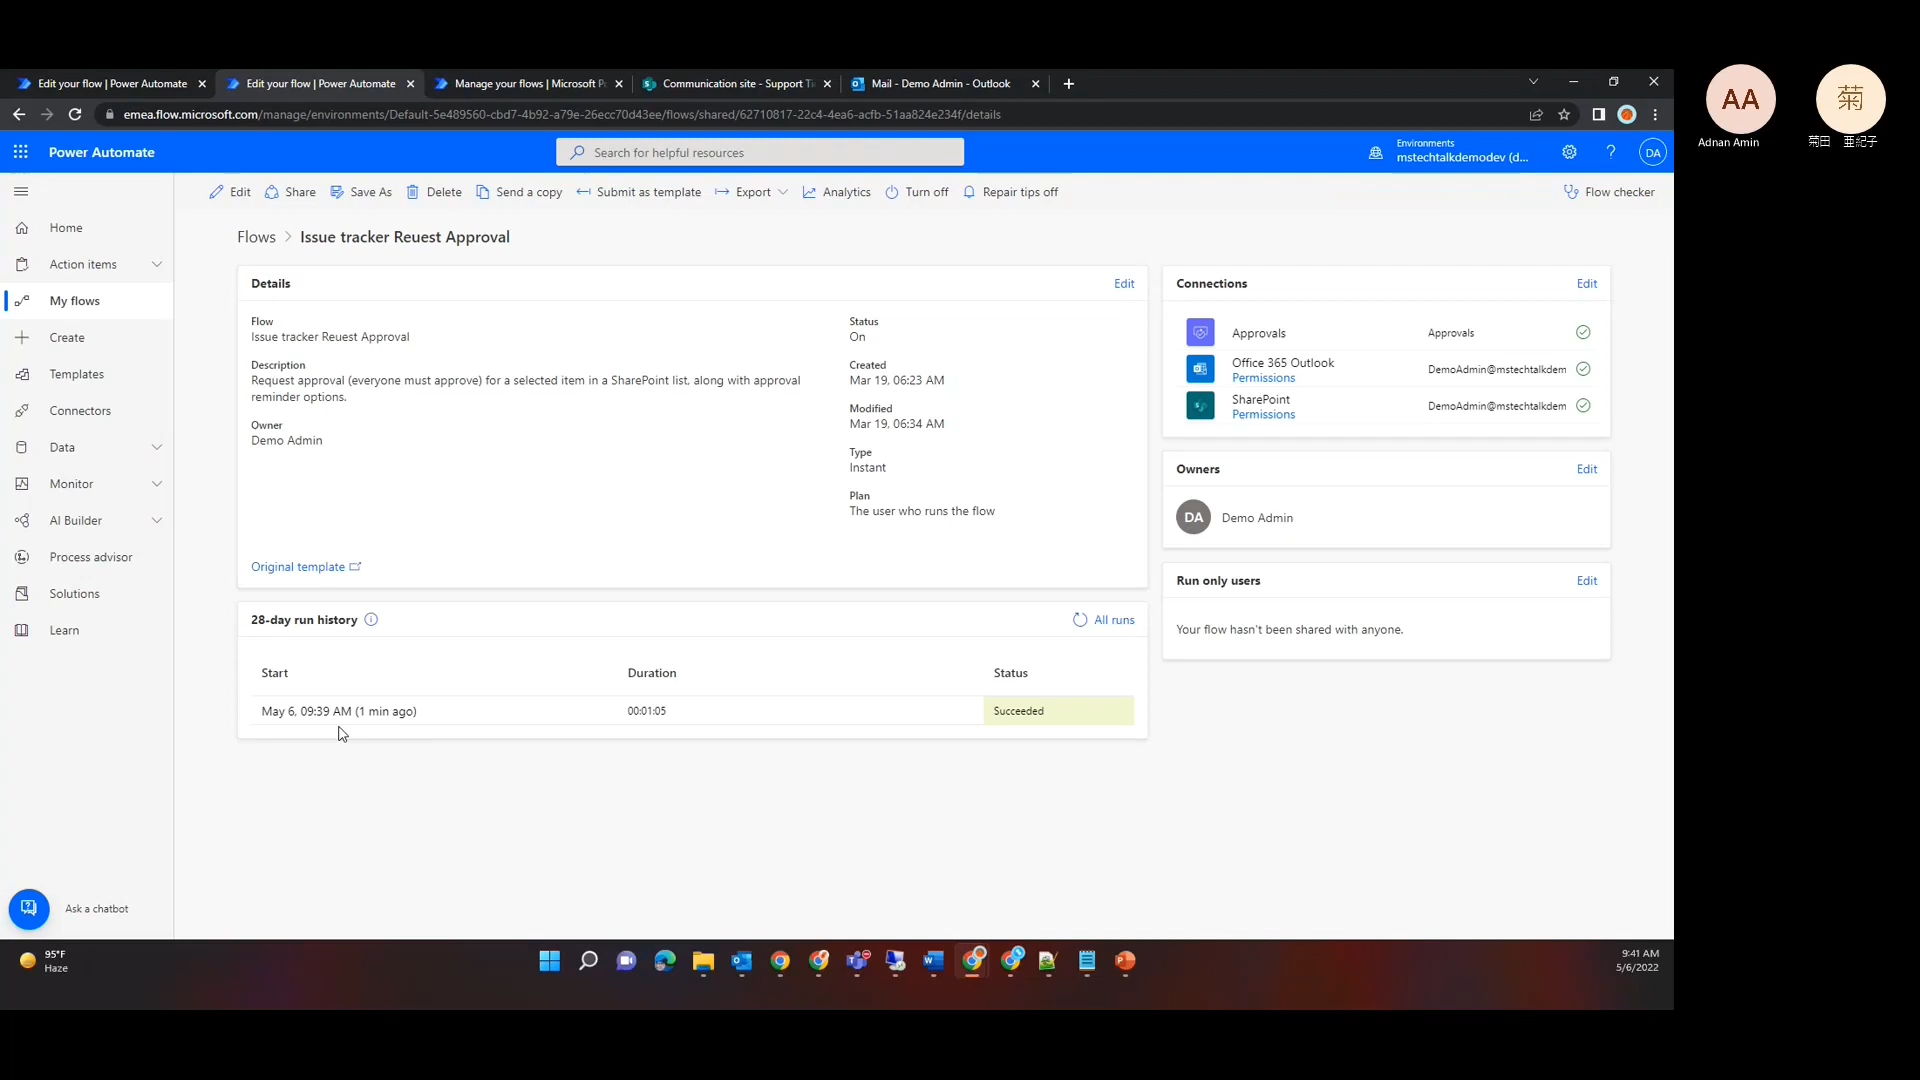 Edit your flow | Power Automate
Edit your flow | Power Automate
Manage your flows | Microsoft P
Communication site - Support Ti
Mail - Demo Admin - Outlook
emea.flow.microsoft.com/manage/environments/Default-5e489560-cbd7-4b92-a79e-26ecc70d43ee/flows/shared/62710817-22c4-4ea6-acfb-51aa824e234f/details
AA
菊
Adnan Amin
菊田 亜紀子
Power Automate
Search for helpful resources
Environments
mstechtalkdemodev (d...
?
DA
Edit
Share
Save As
Delete
Send a copy
Submit as template
Export
Analytics
Turn off
Repair tips off
Flow checker
Home
Action items
My flows
Create
Templates
Connectors
Data
Monitor
AI Builder
Process advisor
Solutions
Learn
Ask a chatbot
Flows > Issue tracker Reuest Approval
Details
Edit
Flow
Issue tracker Reuest Approval
Description
Request approval (everyone must approve) for a selected item in a SharePoint list, along with approval
reminder options.
Owner
Demo Admin
Status
On
Created
Mar 19, 06:23 AM
Modified
Mar 19, 06:34 AM
Type
Instant
Plan
The user who runs the flow
Original template
28-day run history
All runs
Start
Duration
Status
May 6, 09:39 AM (1 min ago)
00:01:05
Succeeded
Connections
Edit
Approvals
Approvals
Office 365 Outlook
Permissions
DemoAdmin@mstechtalkdem
SharePoint
Permissions
DemoAdmin@mstechtalkdem
Owners
Edit
DA
Demo Admin
Run only users
Edit
Your flow hasn't been shared with anyone.
95°F
Haze
9:41 AM
5/6/2022